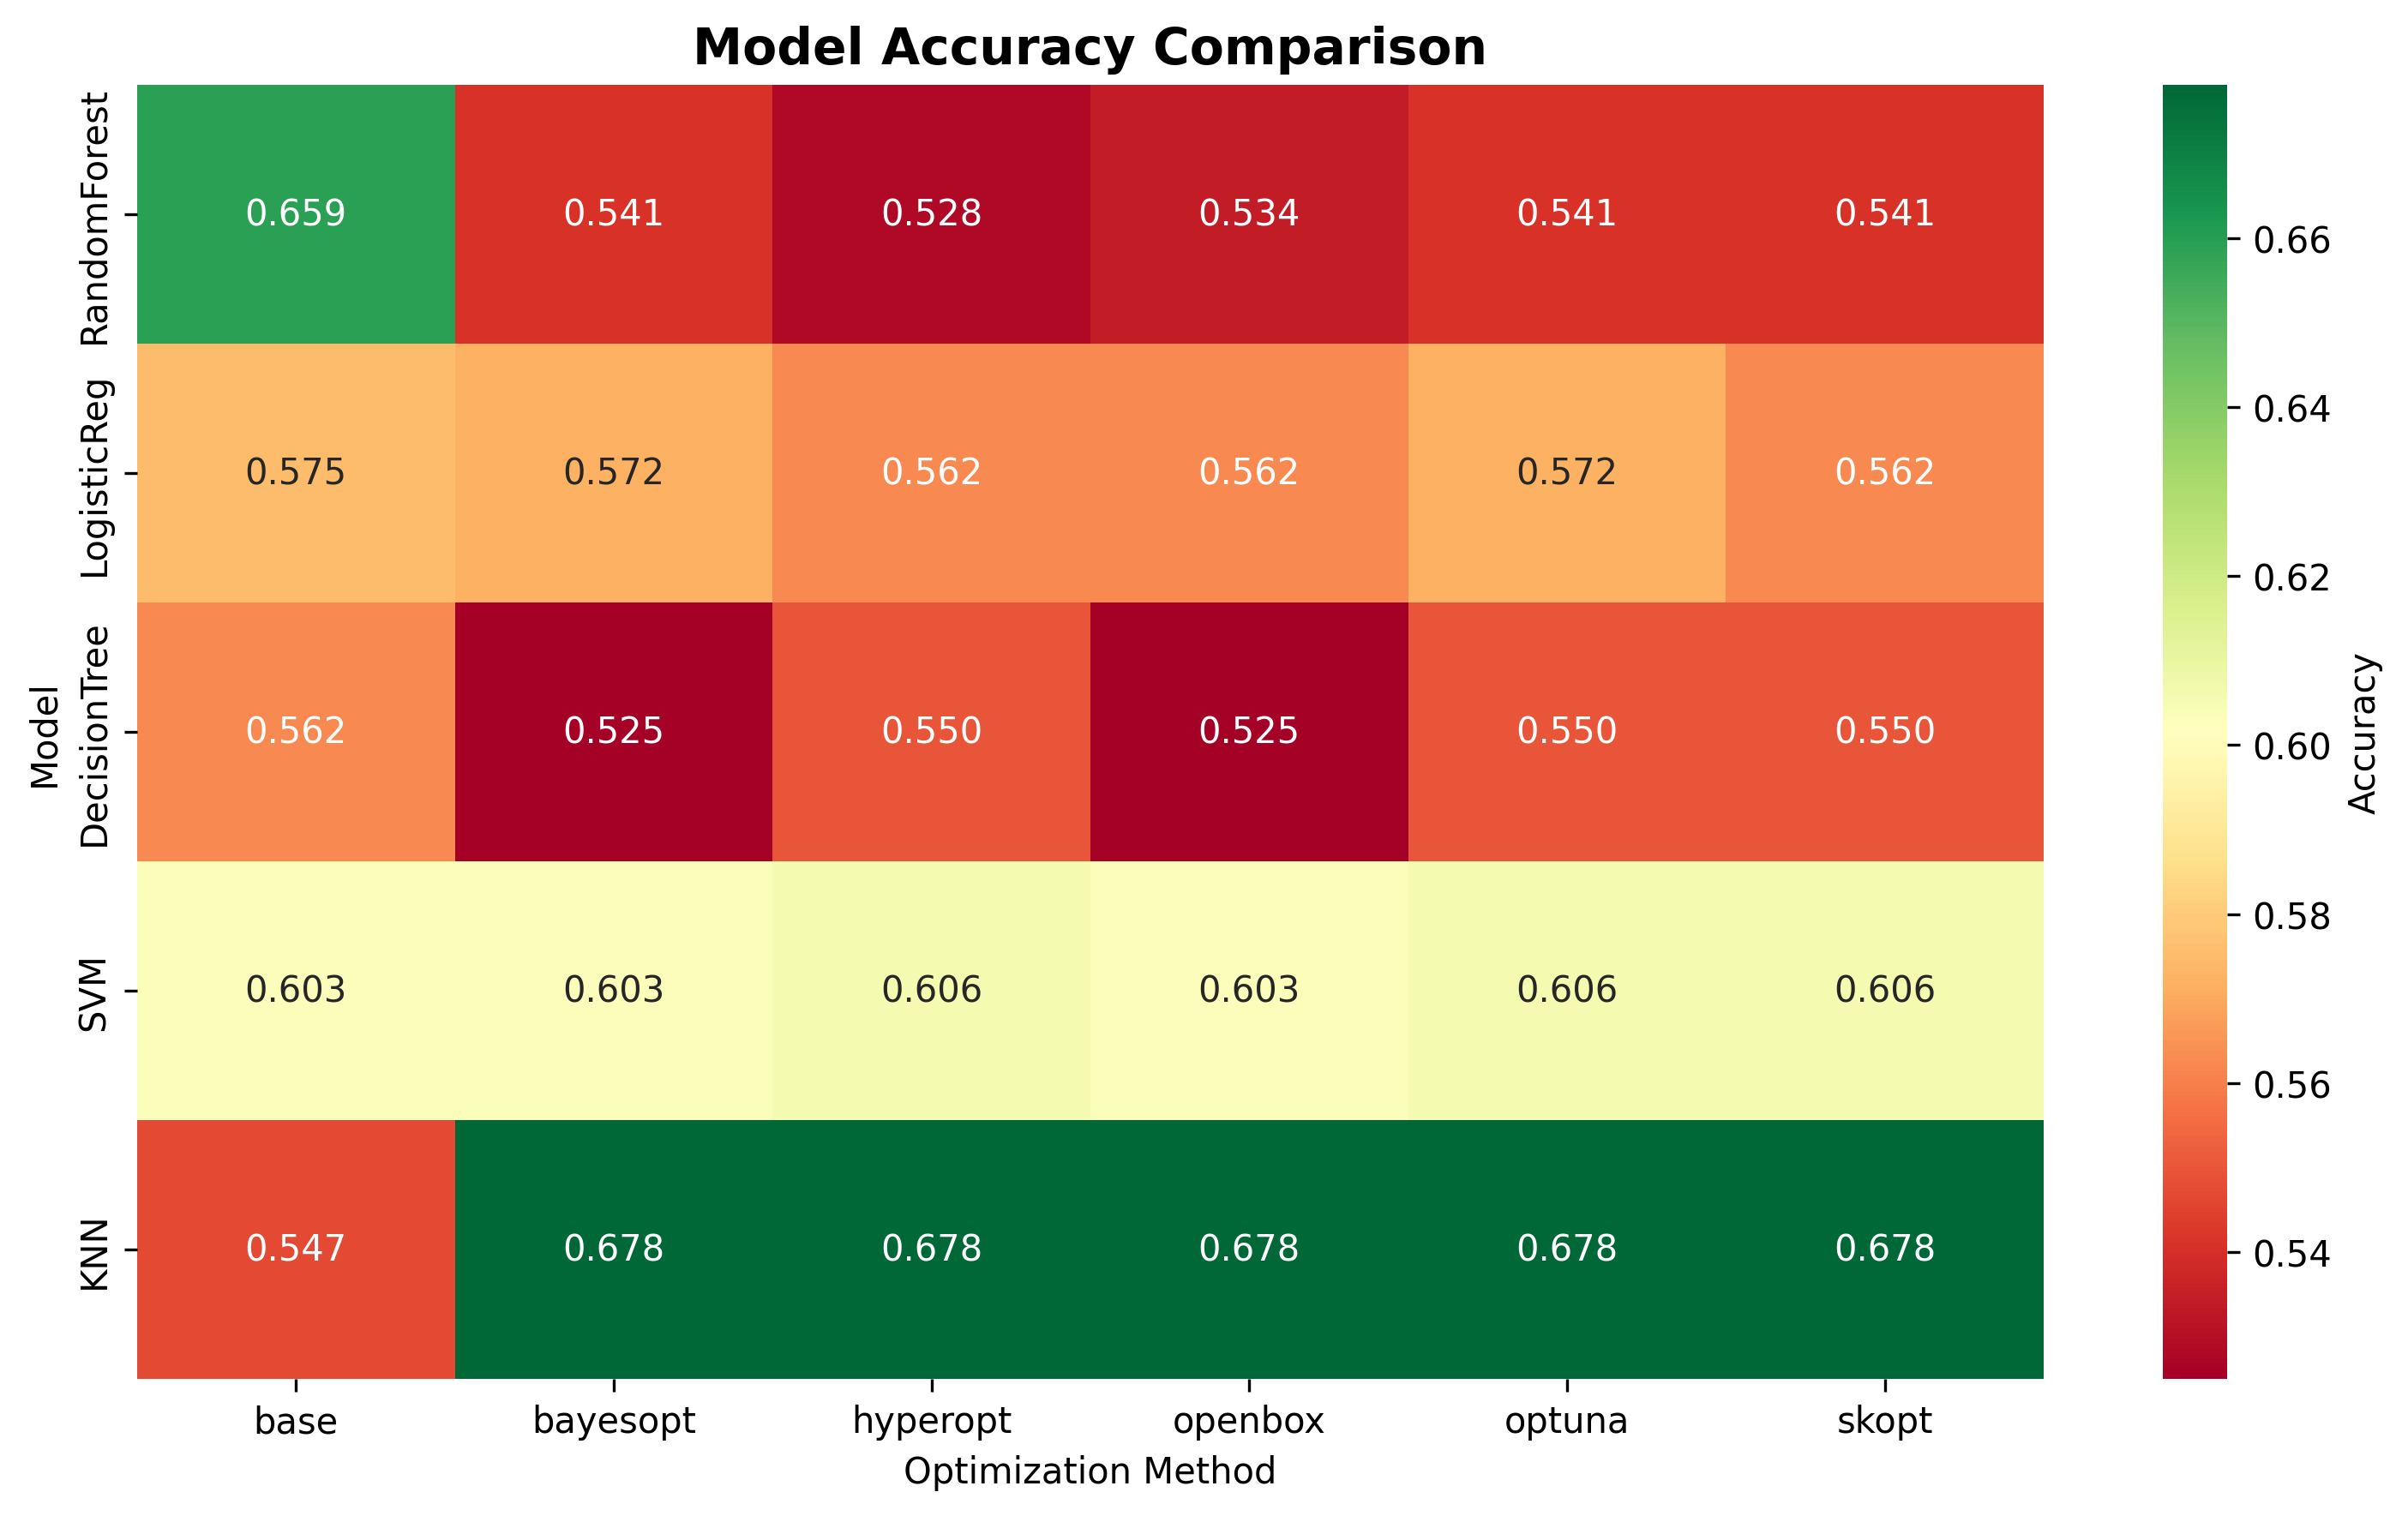 Model Accuracy Comparison
RandomForest 0.659 0.541 0.528 0.534 0.541 0.541
LogisticReg 0.575 0.572 0.562 0.562 0.572 0.562
DecisionTree 0.562 0.525 0.550 0.525 0.550 0.550
SVM 0.603 0.603 0.606 0.603 0.606 0.606
KNN 0.547 0.678 0.678 0.678 0.678 0.678
Model
base bayesopt hyperopt openbox optuna skopt
Optimization Method
0.66
0.64
0.62
0.60
0.58
0.56
0.54
Accuracy